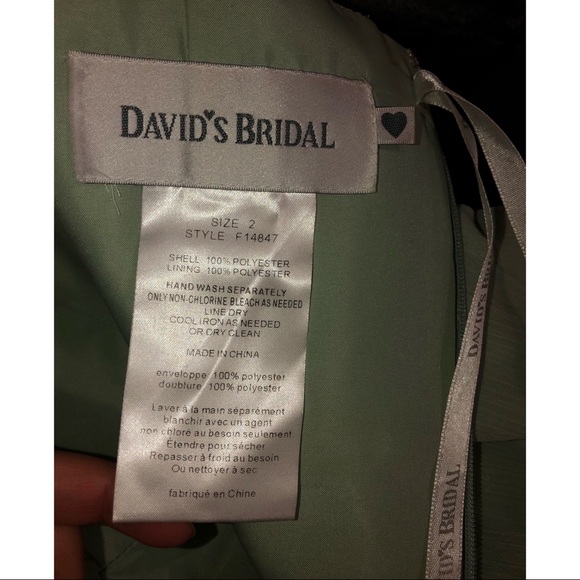 DAVID'S BRIDAL
SIZE 2
STYLE F14847
SHELL 100% POLYESTER
LINING 100% POLYESTER
HAND WASH SEPARATELY
ONLY NON-CHLORINE BLEACH AS NEEDED
LINE DRY
COOL IRON AS NEEDED
OR DRY CLEAN
MADE IN CHINA
enveloppe 100% polyester
doublure 100% polyester
Laver à la main séparément
blanchir avec un agent
non chloré au besoin seulement
Étendre pour sécher
Repasser à froid au besoin
Ou nettoyer à sec
fabriqué en Chine
DAVID'S B
D'S BRIDAL